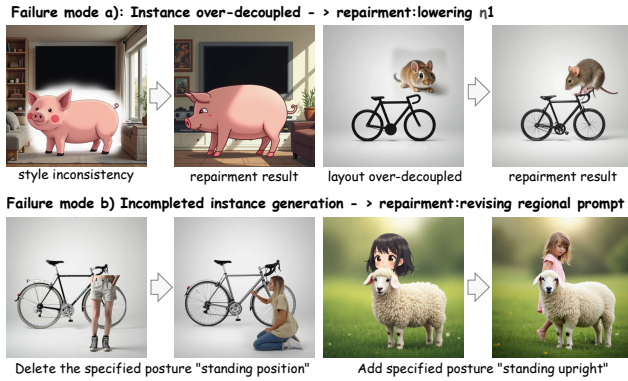 Failure mode a): Instance over-decoupled - > repairment:lowering η1
style inconsistency
repairment result
layout over-decoupled
repairment result
Failure mode b) Incompleted instance generation - > repairment:revising regional prompt
Delete the specified posture "standing position"
Add specified posture "standing upright"